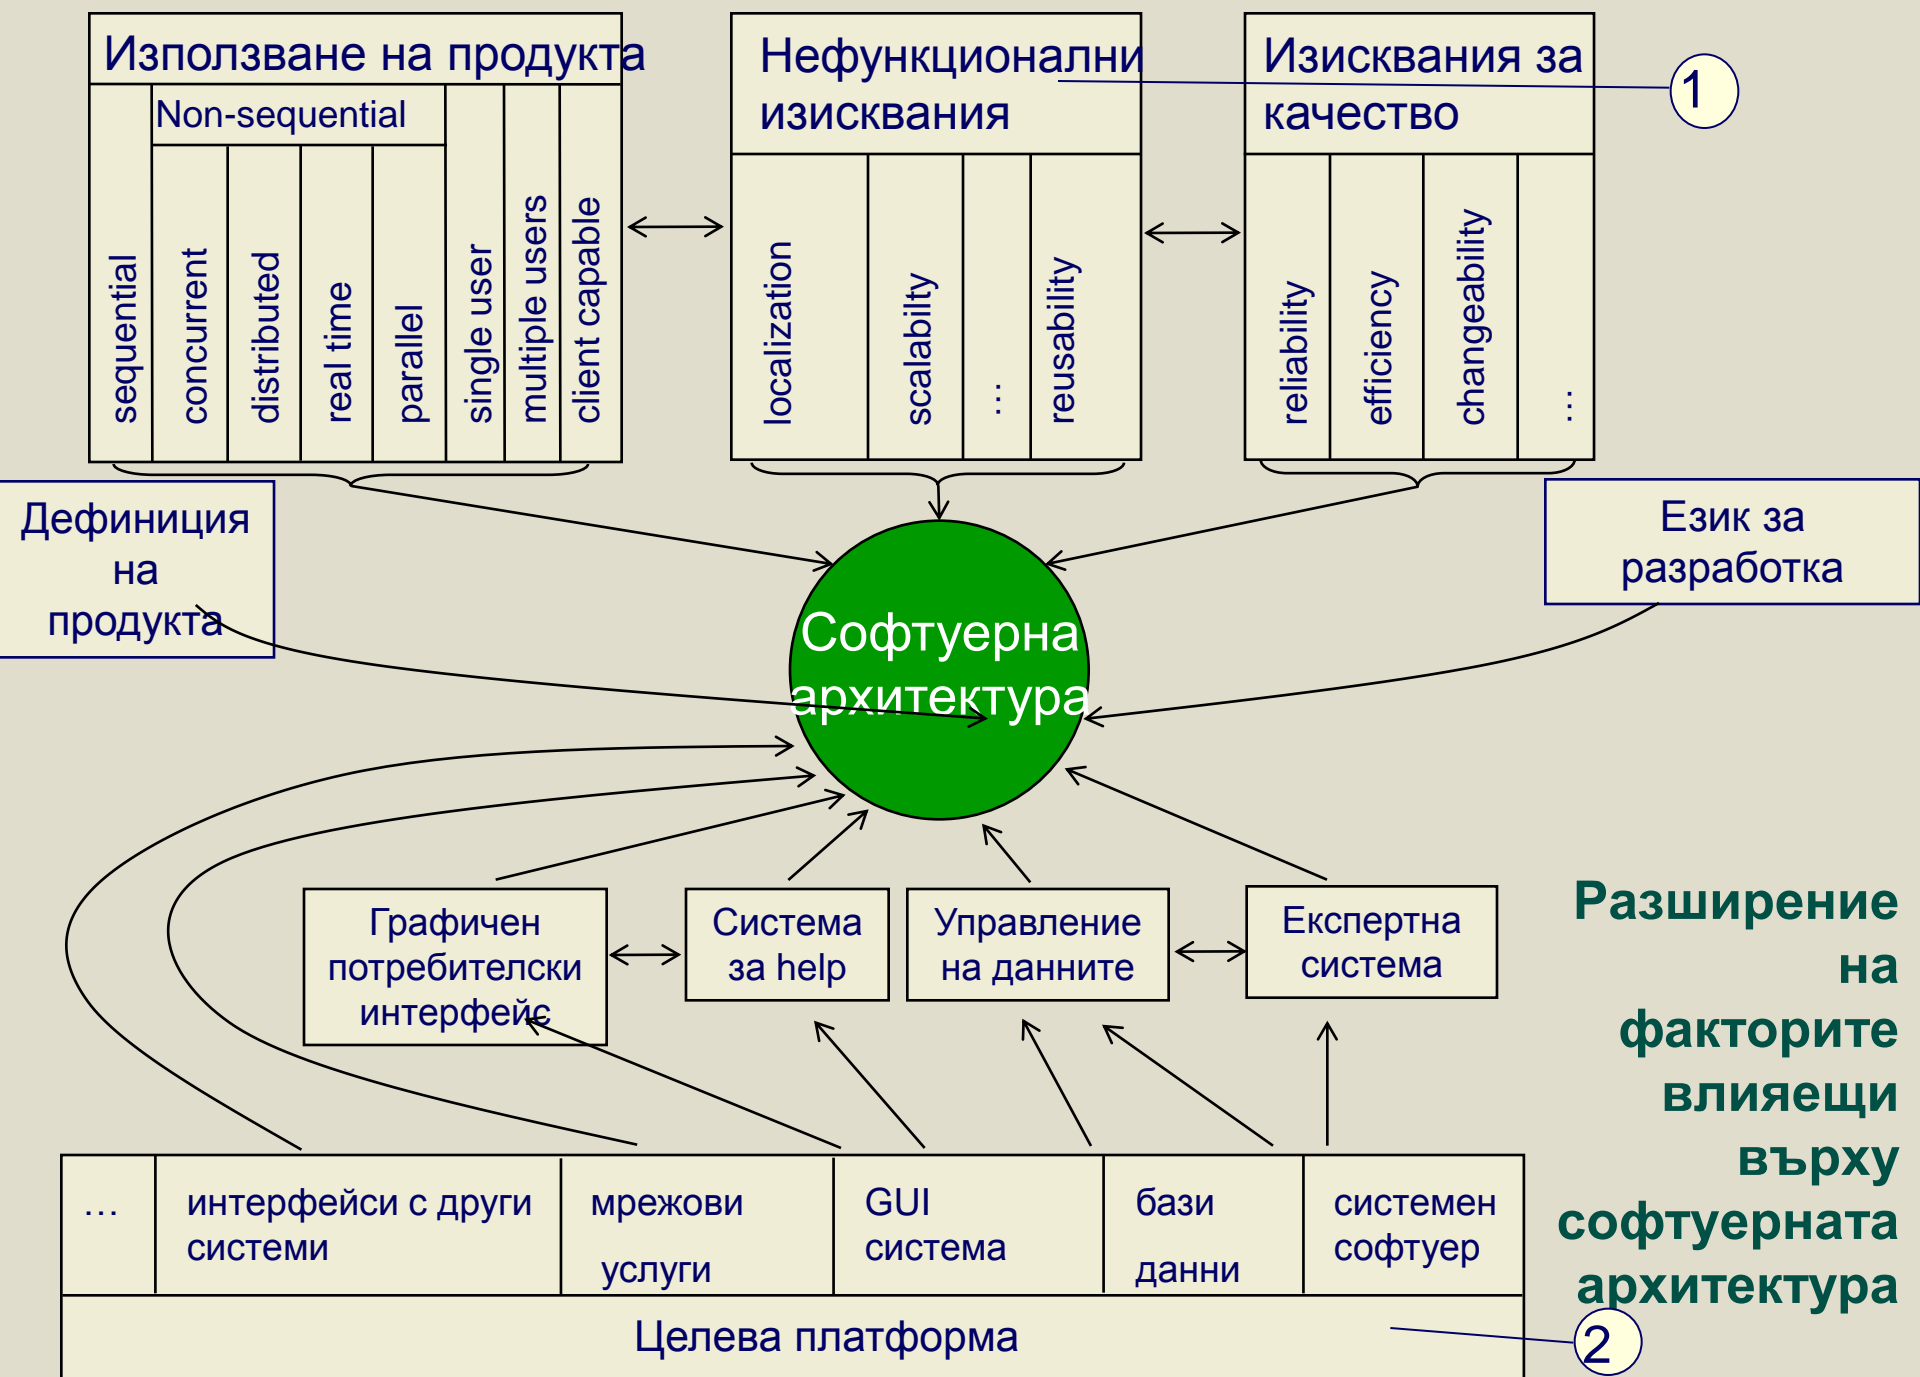 Използване на продукта
Non-sequential
sequential
concurrent
distributed
real time
parallel
single user
multiple users
client capable
Нефункционални
изисквания
localization
scalabilty
...
reusability
Изисквания за
качество
reliability
efficiency
changeability
...
1
Дефиниция
на
продукта
Език за
разработка
Софтуерна
архитектура
Графичен
потребителски
интерфейс
Система
за help
Управление
на данните
Експертна
система
Разширение
на
факторите
влияещи
върху
софтуерната
архитектура
...
интерфейси с други
системи
мрежови
услуги
GUI
система
бази
данни
системен
софтуер
Целева платформа
2